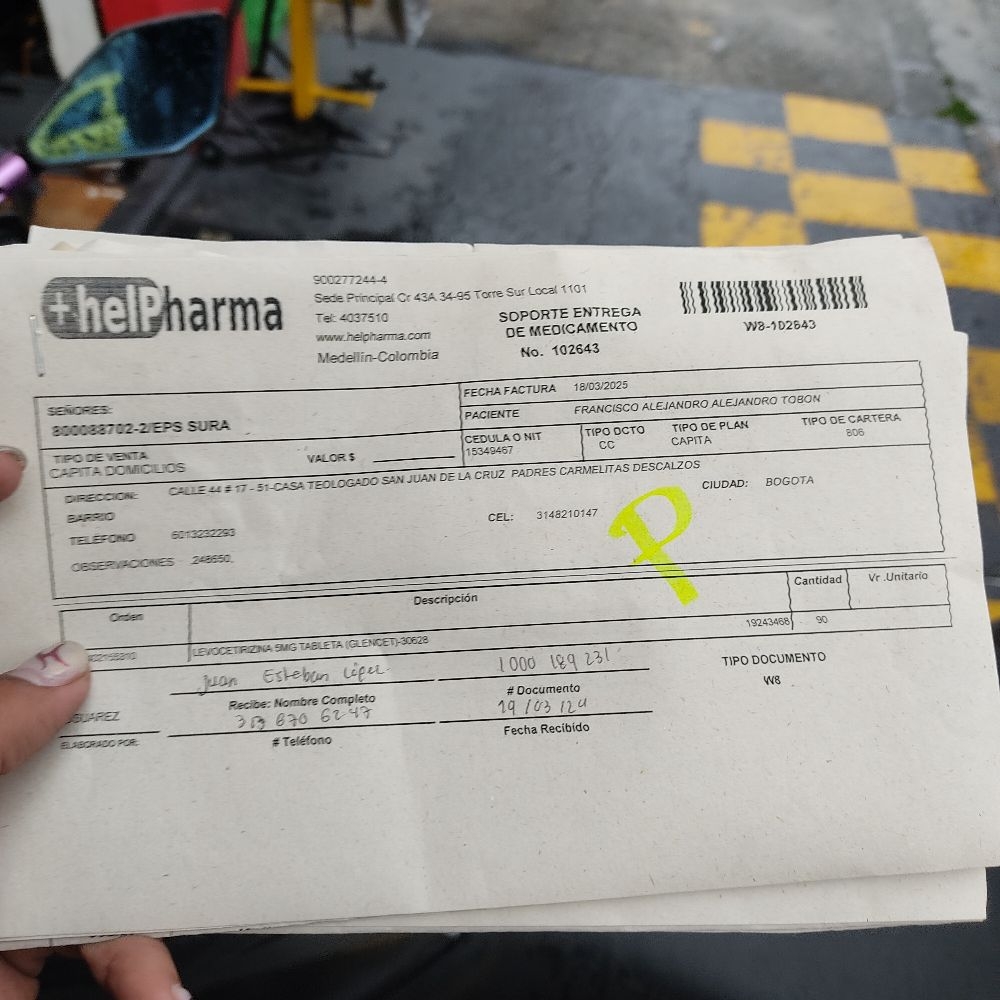 +helPharma
900277244-4
Sede Principal Cr 43A 34-95 Torre Sur Local 1101
Tel: 4037510
www.helpharma.com
Medellín-Colombia
SOPORTE ENTREGA
DE MEDICAMENTO
No. 102643
W8-102643
SEÑORES:
800088702-2/EPS SURA
FECHA FACTURA 18/03/2025
PACIENTE FRANCISCO ALEJANDRO ALEJANDRO TOBON
TIPO DE VENTA
CAPITA DOMICILIOS
VALOR $
CEDULA O NIT
15349467
TIPO DCTO
CC
TIPO DE PLAN
CAPITA
TIPO DE CARTERA
806
DIRECCION: CALLE 44 # 17 - 51-CASA TEOLOGADO SAN JUAN DE LA CRUZ PADRES CARMELITAS DESCALZOS
BARRIO
CIUDAD: BOGOTA
TELÉFONO 6013232293
CEL: 3148210147
OBSERVACIONES 248650,
P
Orden Descripción Cantidad Vr .Unitario
LEVOCETIRIZINA 5MG TABLETA (GLENCET)-30628 19243468 90
Juan Esteban López 1000 189 231
Recibe: Nombre Completo # Documento
TIPO DOCUMENTO
W8
313 670 6247 19/03/24
ELABORADO POR: # Teléfono Fecha Recibido